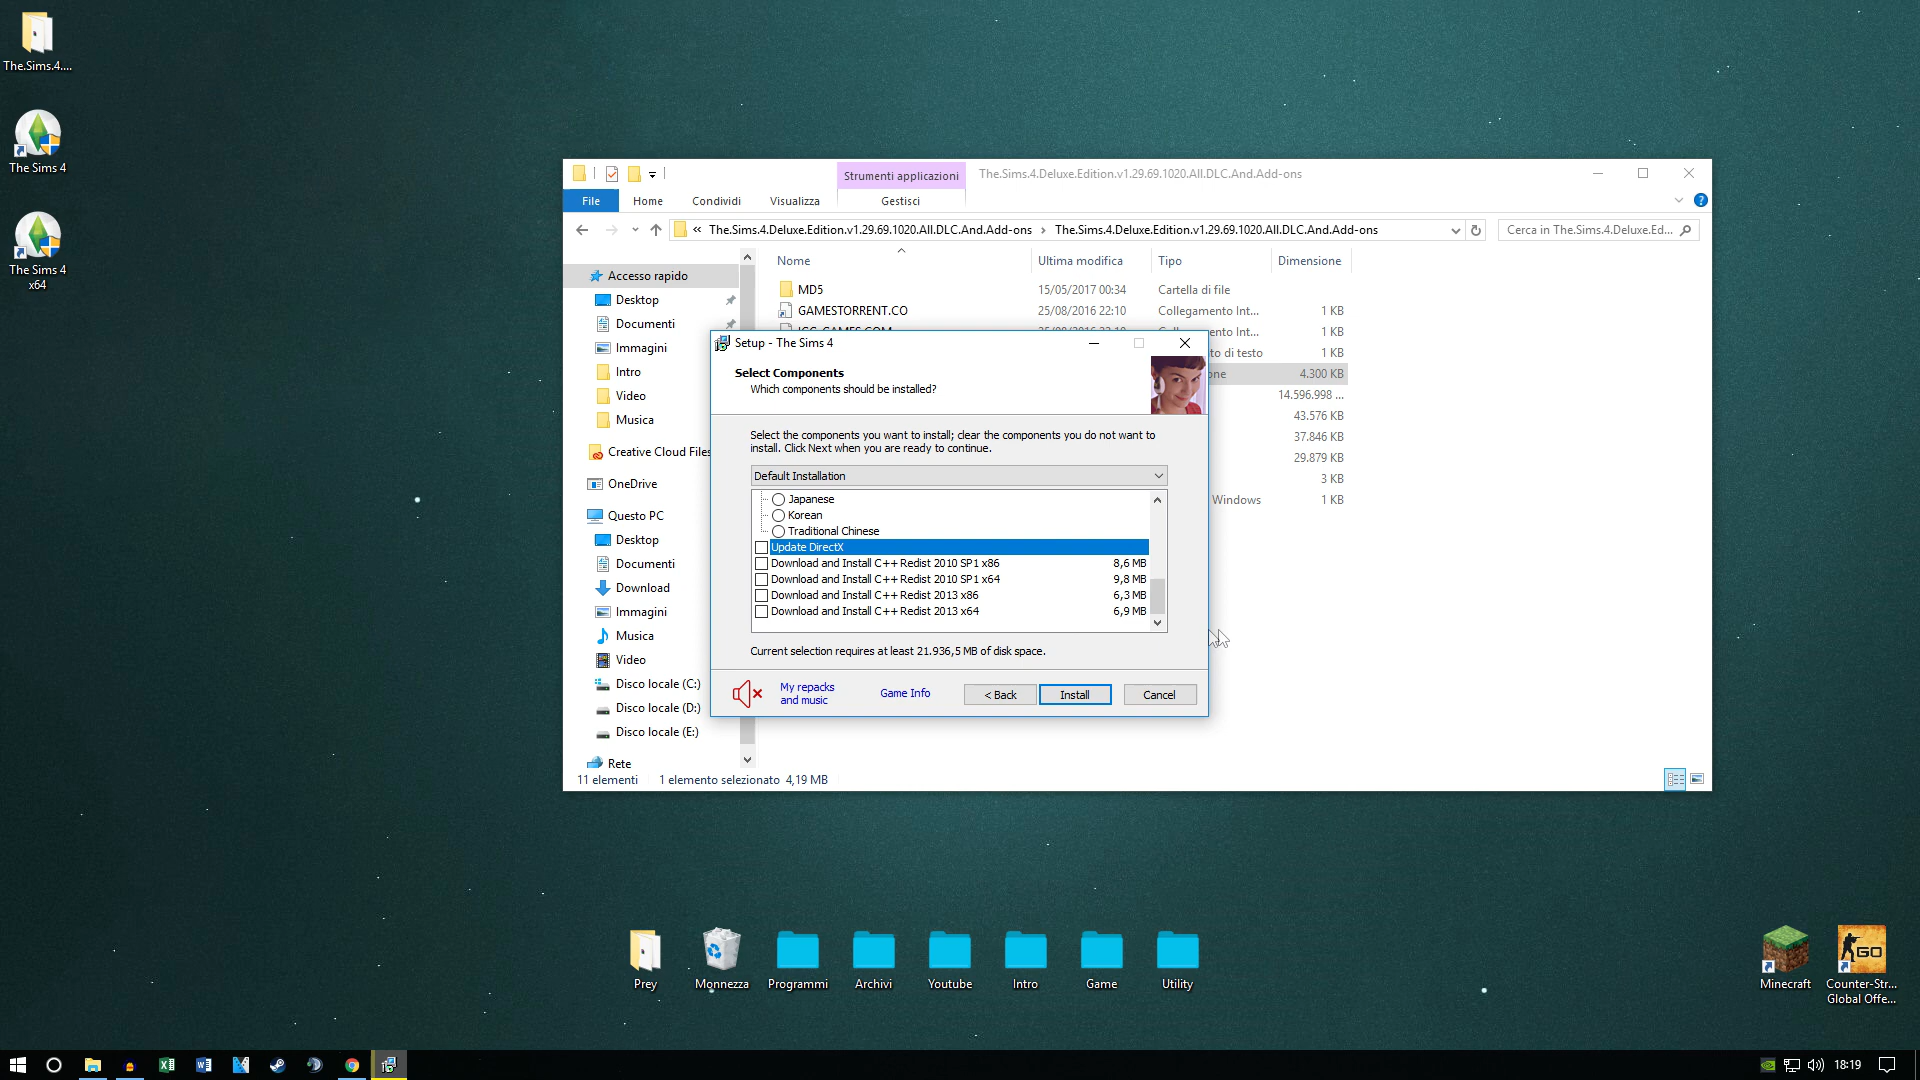 The.Sims.4....
The Sims 4
The Sims 4
x64
Strumenti applicazioni
The.Sims.4.Deluxe.Edition.v1.29.69.1020.All.DLC.And.Add-ons
File
Home
Condividi
Visualizza
Gestisci
?
« The.Sims.4.Deluxe.Edition.v1.29.69.1020.All.DLC.And.Add-ons › The.Sims.4.Deluxe.Edition.v1.29.69.1020.All.DLC.And.Add-ons
Cerca in The.Sims.4.Deluxe.Ed...
Nome
Ultima modifica
Tipo
Dimensione
Accesso rapido
Desktop
Documenti
Immagini
Intro
Video
Musica
Creative Cloud Files
OneDrive
Questo PC
Desktop
Documenti
Download
Immagini
Musica
Video
Disco locale (C:)
Disco locale (D:)
Disco locale (E:)
Rete
MD5 15/05/2017 00:34 Cartella di file
GAMESTORRENT.CO 25/08/2016 22:10 Collegamento Int... 1 KB
1 KB
to di testo 1 KB
one 4.300 KB
14.596.998 ...
43.576 KB
37.846 KB
29.879 KB
3 KB
Windows 1 KB
Setup - The Sims 4
Select Components
Which components should be installed?
Select the components you want to install; clear the components you do not want to
install. Click Next when you are ready to continue.
Default Installation
Japanese
Korean
Traditional Chinese
Update DirectX
Download and Install C++ Redist 2010 SP1 x86 8,6 MB
Download and Install C++ Redist 2010 SP1 x64 9,8 MB
Download and Install C++ Redist 2013 x86 6,3 MB
Download and Install C++ Redist 2013 x64 6,9 MB
Current selection requires at least 21.936,5 MB of disk space.
My repacks
and music
Game Info
< Back
Install
Cancel
11 elementi 1 elemento selezionato 4,19 MB
Prey
Monnezza
Programmi
Archivi
Youtube
Intro
Game
Utility
Minecraft
GO
Counter-Str...
Global Offe...
18:19